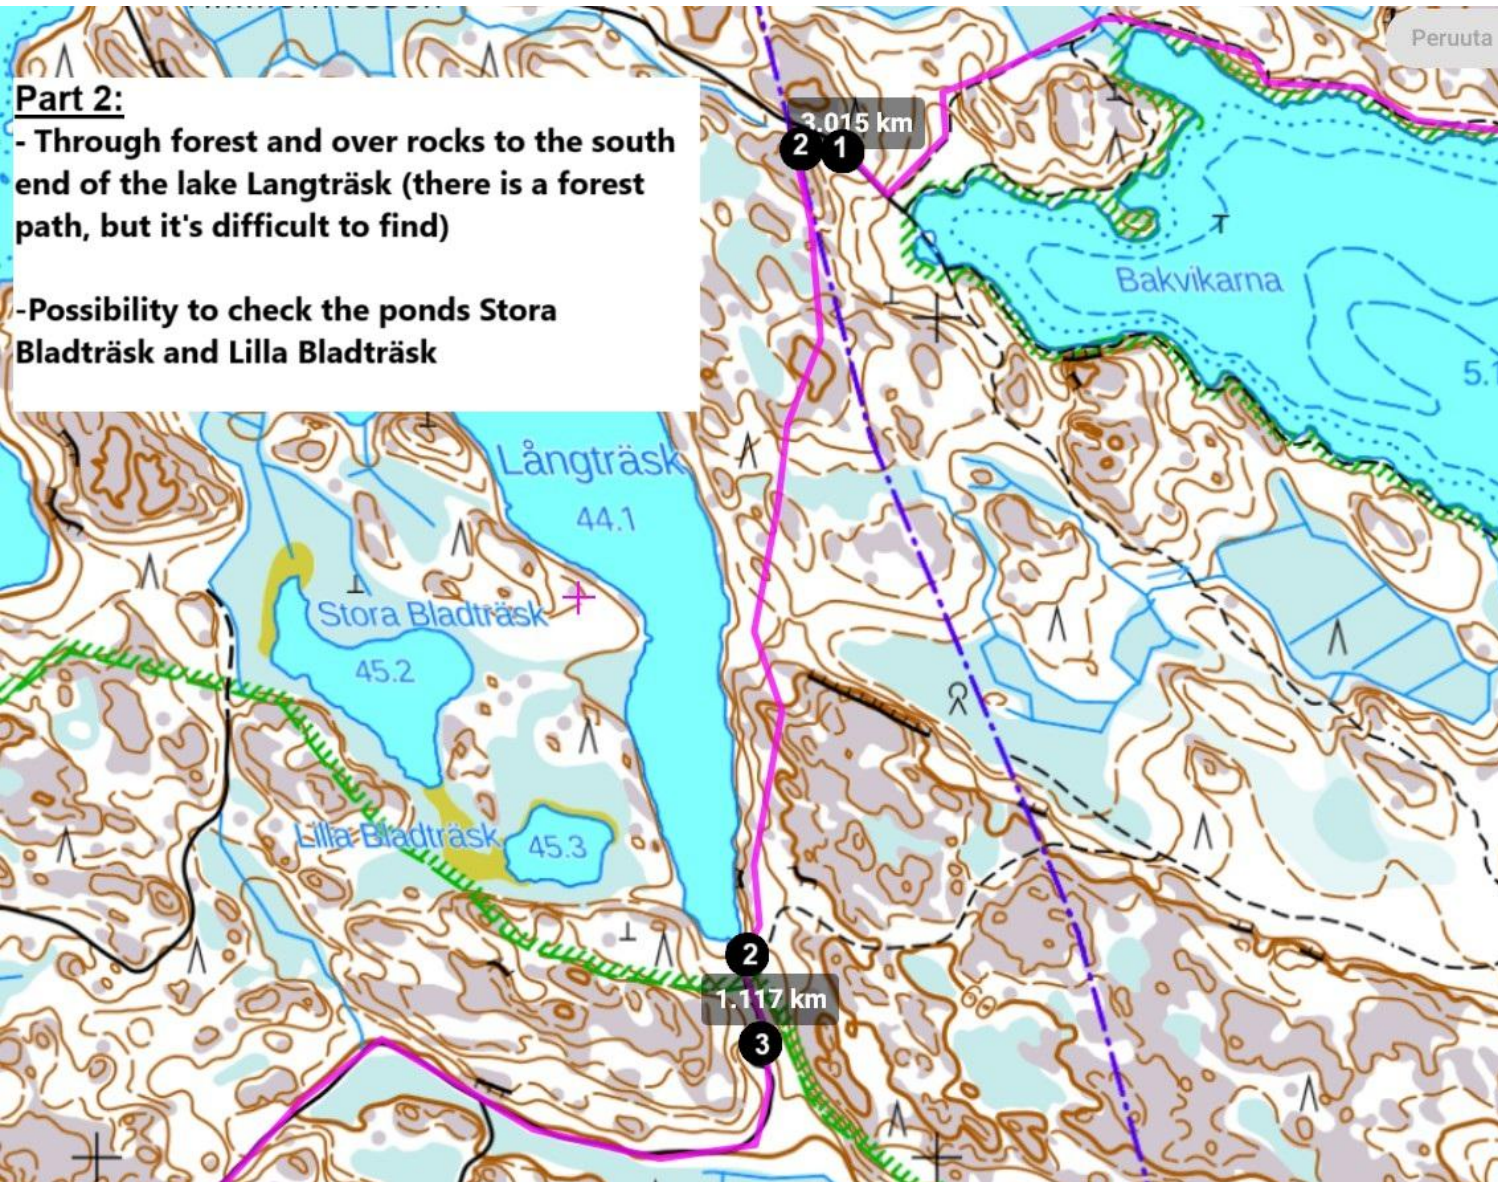 Peruuta
Part 2:
- Through forest and over rocks to the south
end of the lake Langträsk (there is a forest
path, but it's difficult to find)
-Possibility to check the ponds Stora
Bladträsk and Lilla Bladträsk
3.015 km
2
1
T
Bakvikarna
Långträsk
44.1
Stora Bladträsk
45.2
Lilla Bladträsk
45.3
2
1.117 km
3